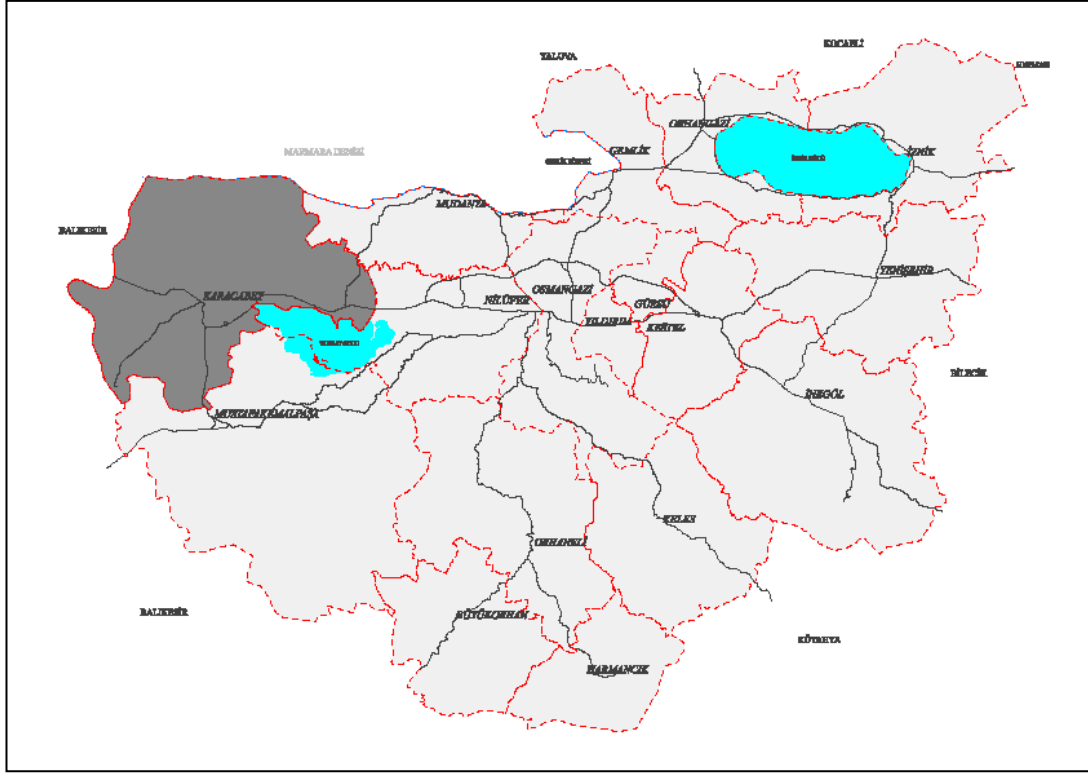 KOCAELİ
YALOVA
ORHANGAZİ
MARMARA DENİZİ
GEMLİK
İZNİK
MUDANYA
BALIKESİR
YENİŞEHİR
KARACABEY
NİLÜFER
OSMANGAZİ
GÜRSU
YILDIRIM
KESTEL
BİLECİK
İNEGÖL
MUSTAFAKEMALPAŞA
KELES
ORHANELİ
BALIKESİR
BÜYÜKORHAN
KÜTAHYA
HARMANCIK